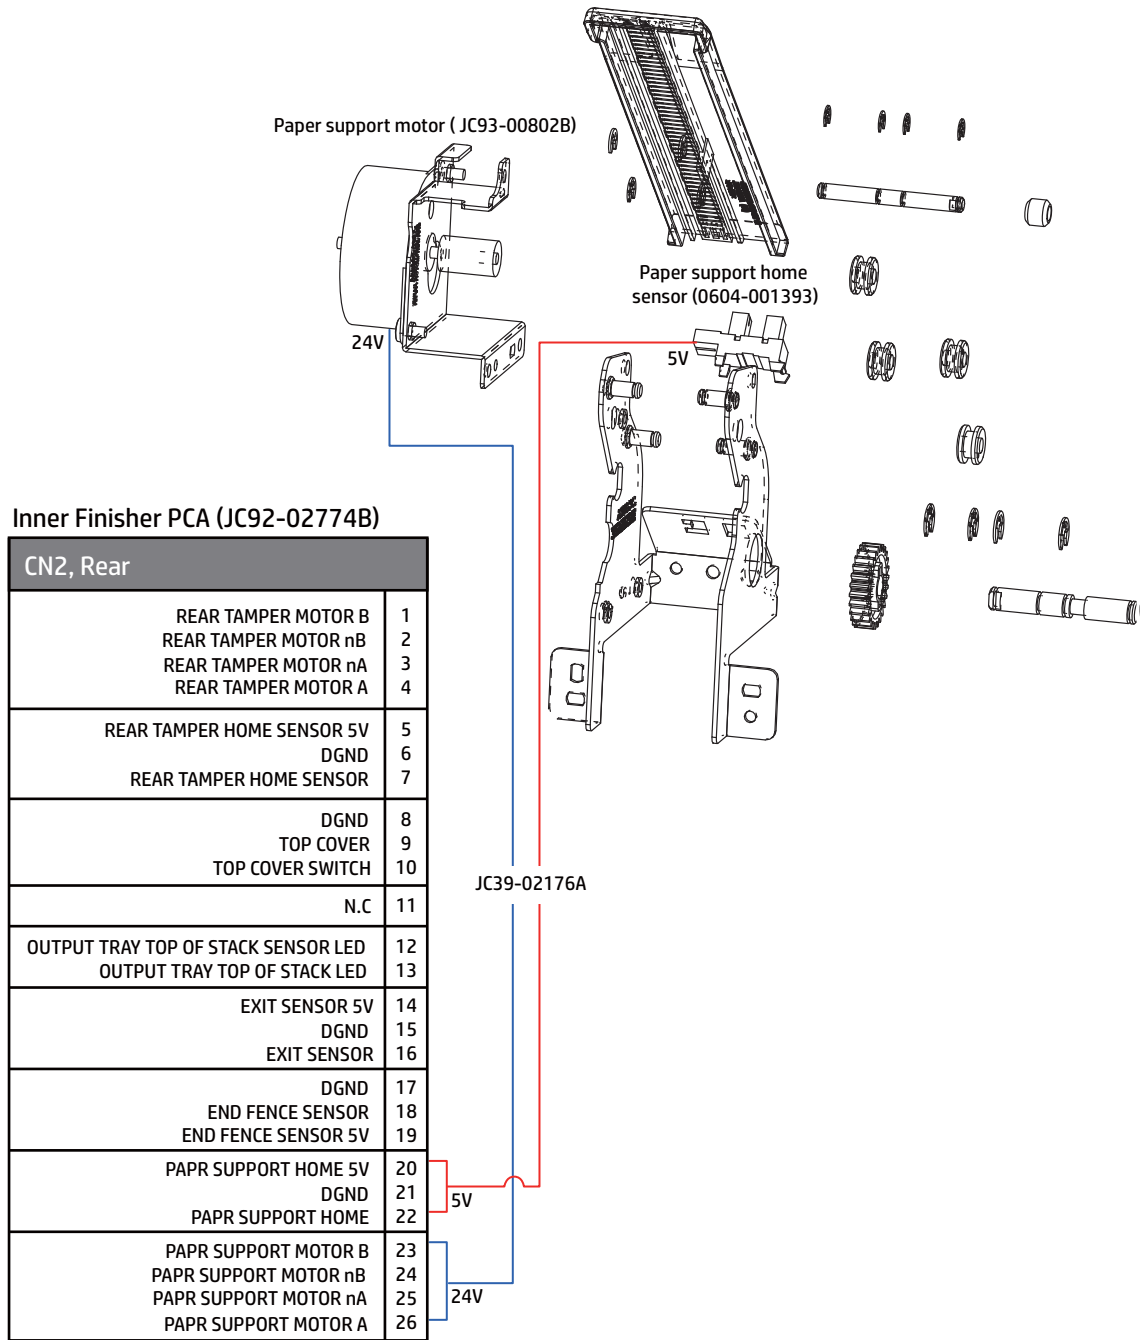 Paper support motor ( JC93-00802B)
Paper support home
sensor (0604-001393)
24V
5V
Inner Finisher PCA (JC92-02774B)
CN2, Rear
REAR TAMPER MOTOR B 1
REAR TAMPER MOTOR nB 2
REAR TAMPER MOTOR nA 3
REAR TAMPER MOTOR A 4
REAR TAMPER HOME SENSOR 5V 5
DGND 6
REAR TAMPER HOME SENSOR 7
DGND 8
TOP COVER 9
TOP COVER SWITCH 10
JC39-02176A
N.C 11
OUTPUT TRAY TOP OF STACK SENSOR LED 12
OUTPUT TRAY TOP OF STACK LED 13
EXIT SENSOR 5V 14
DGND 15
EXIT SENSOR 16
DGND 17
END FENCE SENSOR 18
END FENCE SENSOR 5V 19
PAPR SUPPORT HOME 5V 20
DGND 21
PAPR SUPPORT HOME 22
5V
PAPR SUPPORT MOTOR B 23
PAPR SUPPORT MOTOR nB 24
PAPR SUPPORT MOTOR nA 25
PAPR SUPPORT MOTOR A 26
24V